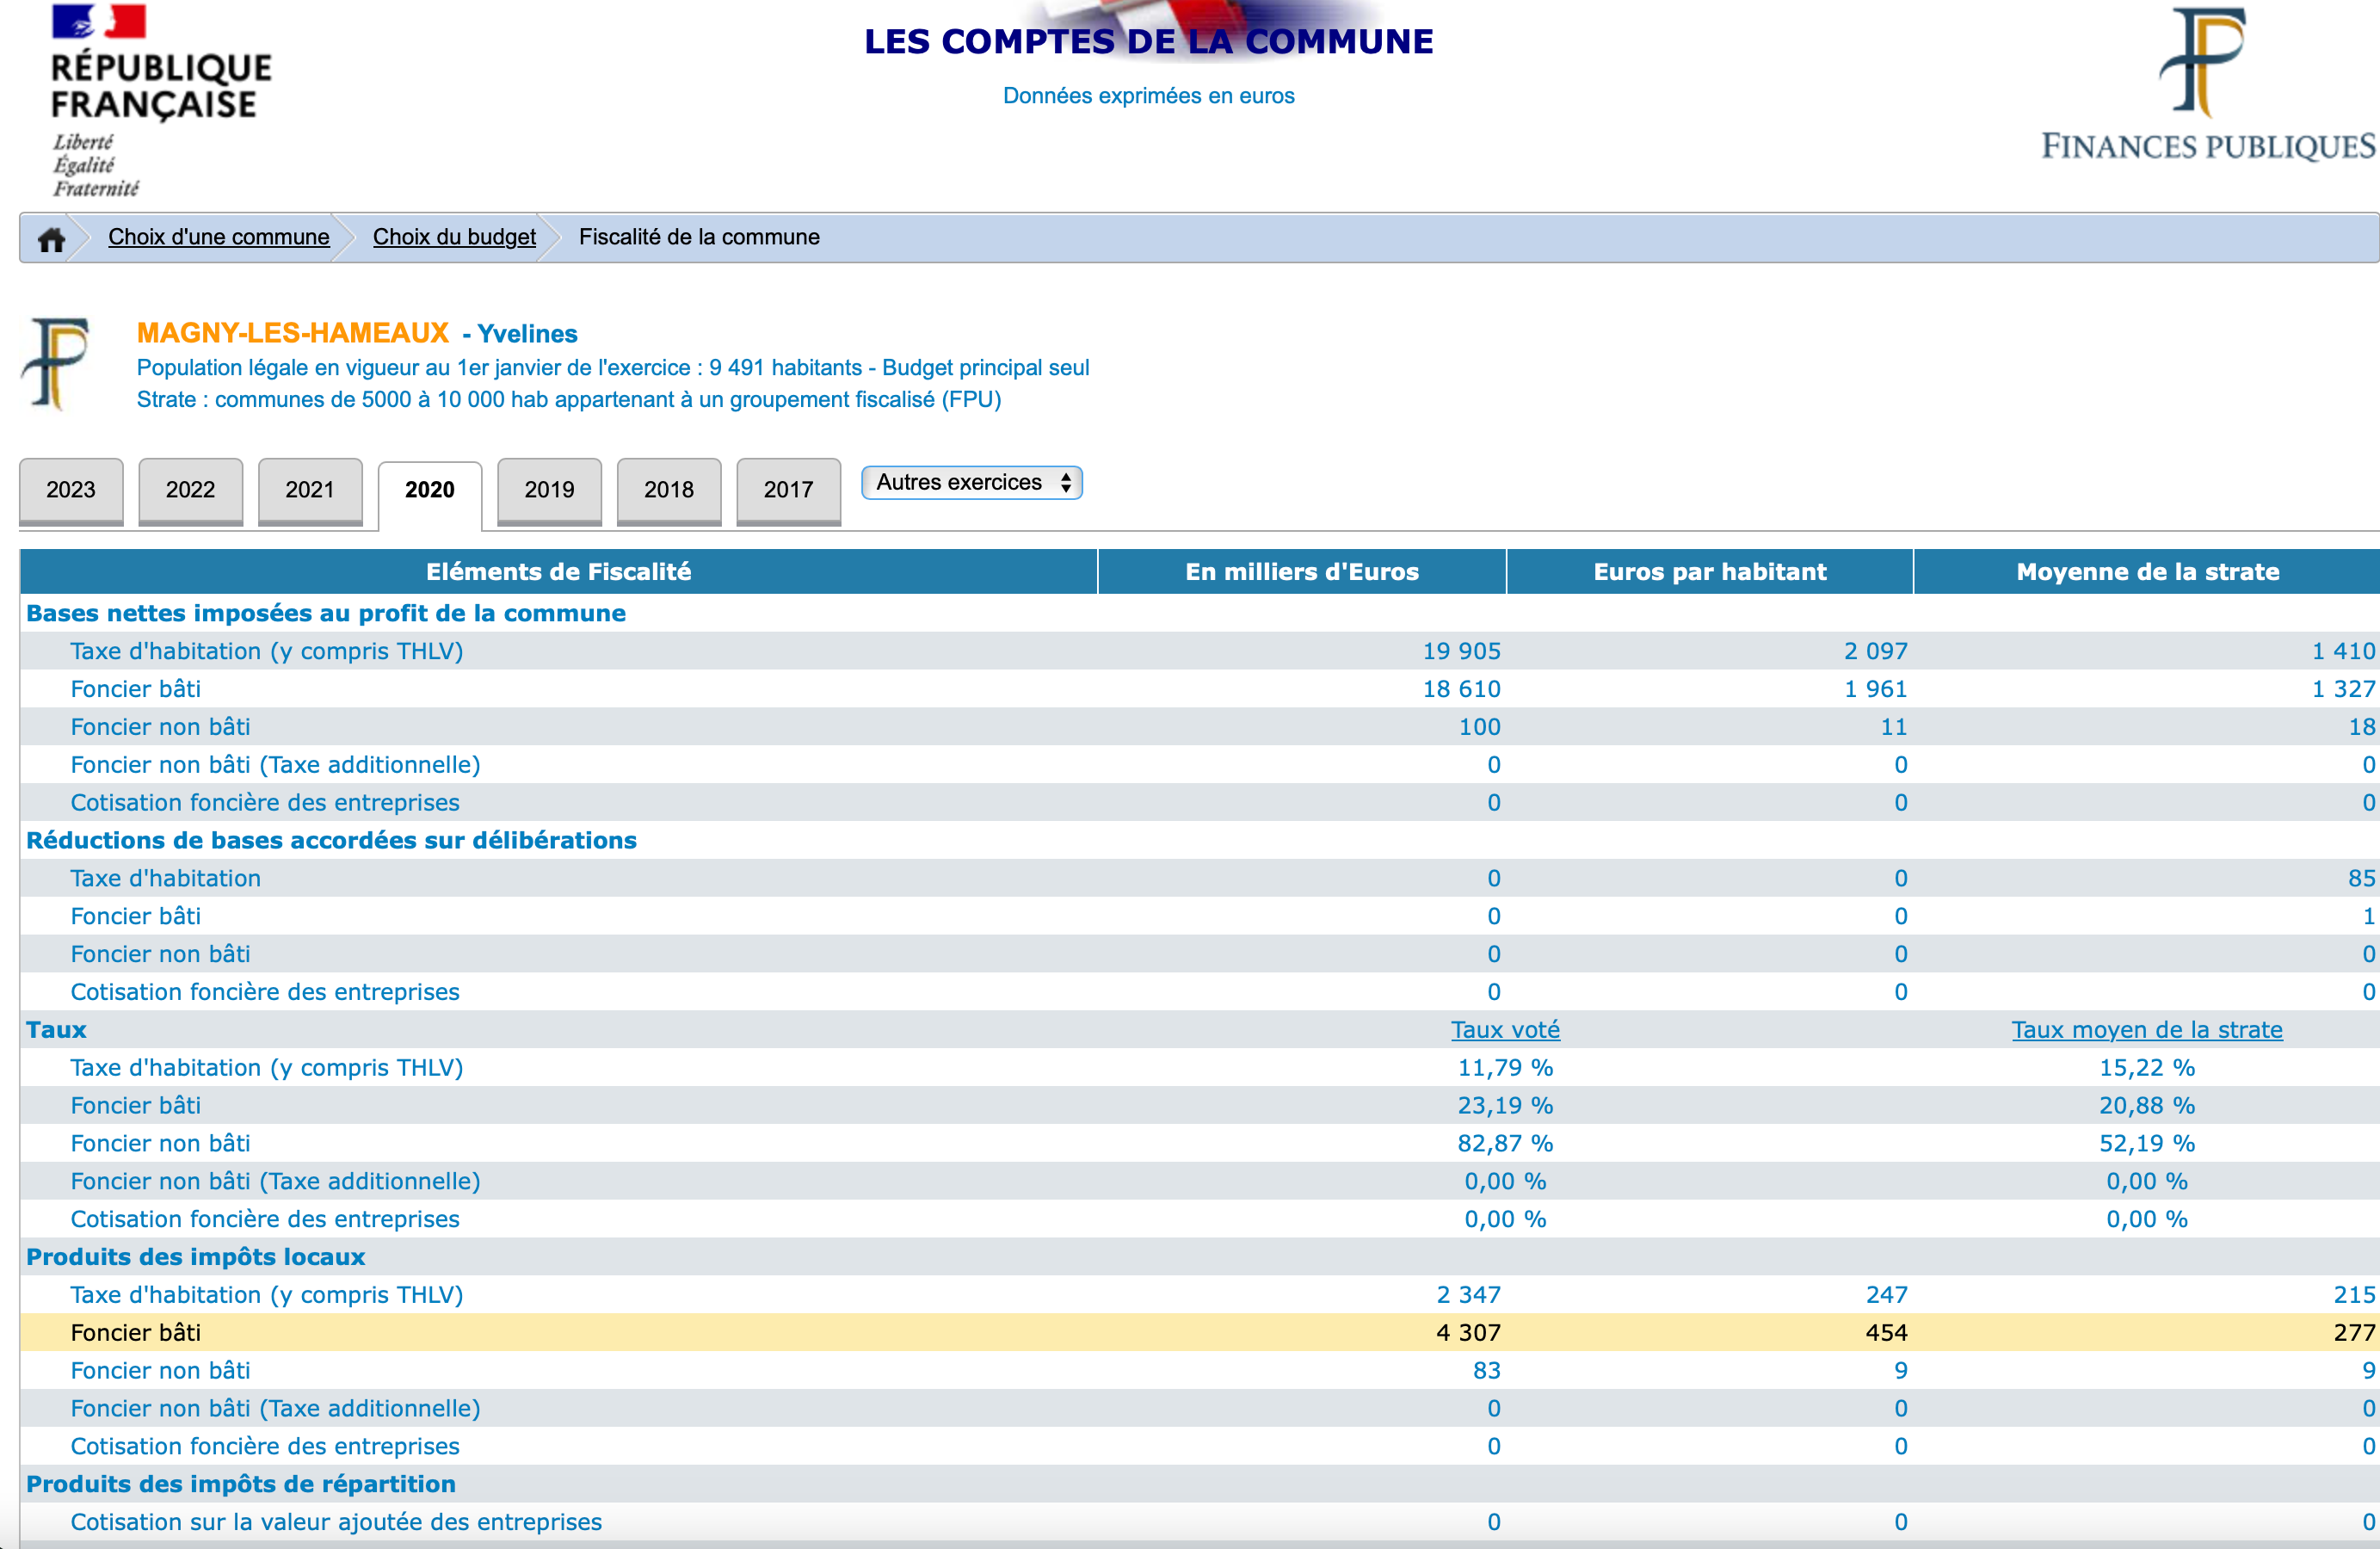 RÉPUBLIQUE
FRANÇAISE
Liberté
Égalité
Fraternité
LES COMPTES DE LA COMMUNE
Données exprimées en euros
FINANCES PUBLIQUES
Choix d'une commune Choix du budget Fiscalité de la commune
MAGNY-LES-HAMEAUX - Yvelines
Population légale en vigueur au 1er janvier de l'exercice : 9 491 habitants - Budget principal seul
Strate : communes de 5000 à 10 000 hab appartenant à un groupement fiscalisé (FPU)
2023 2022 2021 2020 2019 2018 2017 Autres exercices
Eléments de Fiscalité En milliers d'Euros Euros par habitant Moyenne de la strate
Bases nettes imposées au profit de la commune
Taxe d'habitation (y compris THLV) 19 905 2 097 1 410
Foncier bâti 18 610 1 961 1 327
Foncier non bâti 100 11 18
Foncier non bâti (Taxe additionnelle) 0 0 0
Cotisation foncière des entreprises 0 0 0
Réductions de bases accordées sur délibérations
Taxe d'habitation 0 0 85
Foncier bâti 0 0 1
Foncier non bâti 0 0 0
Cotisation foncière des entreprises 0 0 0
Taux Taux voté Taux moyen de la strate
Taxe d'habitation (y compris THLV) 11,79 % 15,22 %
Foncier bâti 23,19 % 20,88 %
Foncier non bâti 82,87 % 52,19 %
Foncier non bâti (Taxe additionnelle) 0,00 % 0,00 %
Cotisation foncière des entreprises 0,00 % 0,00 %
Produits des impôts locaux
Taxe d'habitation (y compris THLV) 2 347 247 215
Foncier bâti 4 307 454 277
Foncier non bâti 83 9 9
Foncier non bâti (Taxe additionnelle) 0 0 0
Cotisation foncière des entreprises 0 0 0
Produits des impôts de répartition
Cotisation sur la valeur ajoutée des entreprises 0 0 0